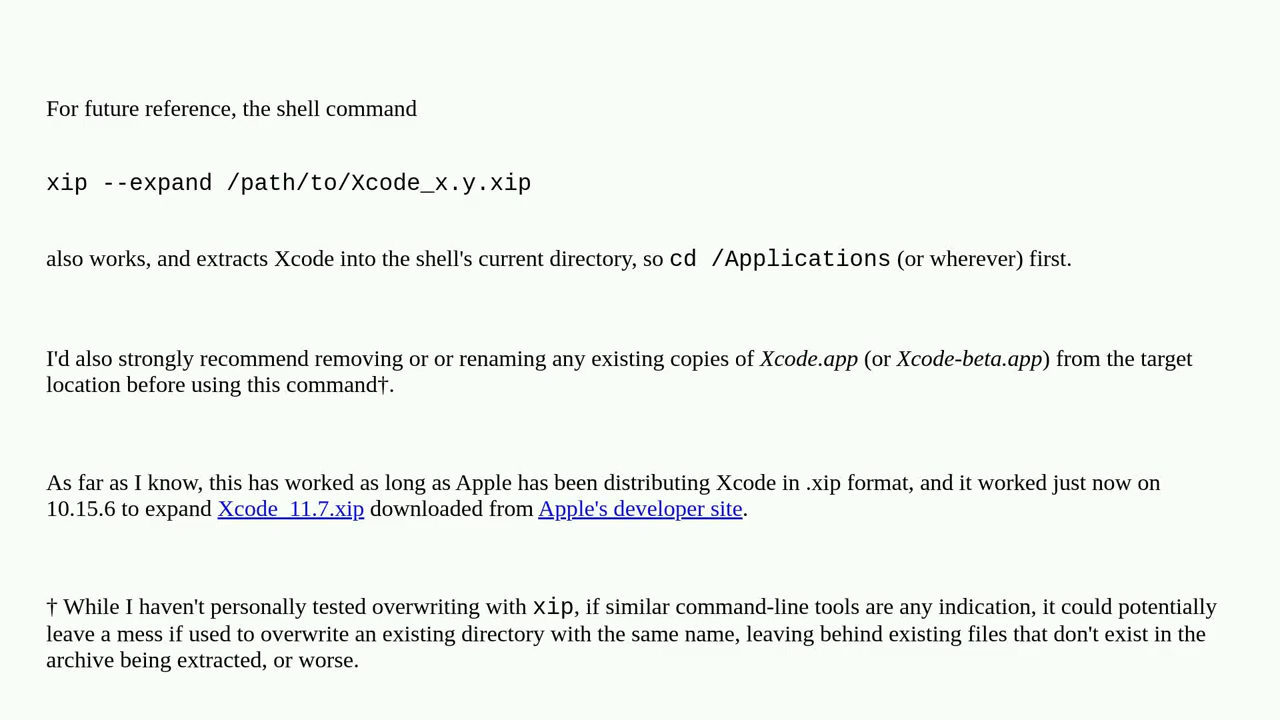 For future reference, the shell command
xip --expand /path/to/Xcode_x.y.xip
also works, and extracts Xcode into the shell's current directory, so cd /Applications (or wherever) first.
I'd also strongly recommend removing or or renaming any existing copies of Xcode.app (or Xcode-beta.app) from the target
location before using this command†.
As far as I know, this has worked as long as Apple has been distributing Xcode in .xip format, and it worked just now on
10.15.6 to expand Xcode_11.7.xip downloaded from Apple's developer site.
† While I haven't personally tested overwriting with xip, if similar command-line tools are any indication, it could potentially
leave a mess if used to overwrite an existing directory with the same name, leaving behind existing files that don't exist in the
archive being extracted, or worse.